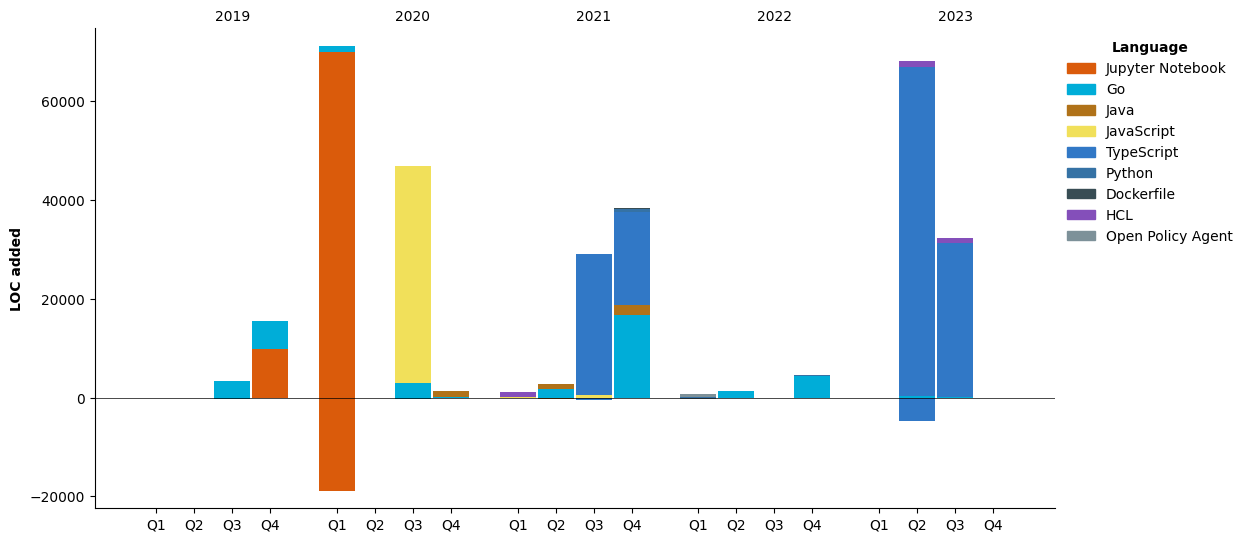 2019 2020 2021 2022 2023
LOC added
60000
40000
20000
0
−20000
Q1 Q2 Q3 Q4 Q1 Q2 Q3 Q4 Q1 Q2 Q3 Q4 Q1 Q2 Q3 Q4 Q1 Q2 Q3 Q4
Language
Jupyter Notebook
Go
Java
JavaScript
TypeScript
Python
Dockerfile
HCL
Open Policy Agent